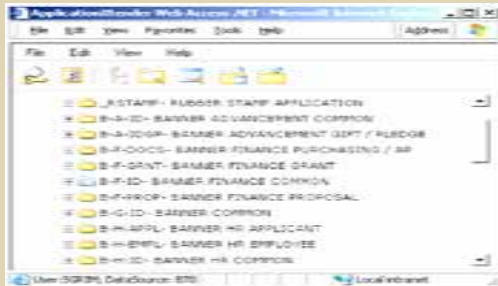 ApplicationXtender Web Access .NET - Microsoft Internet
File Edit View Favorites Tools Help Address
File Edit View Help
_RSTAMP- RUBBER STAMP APPLICATION
B-A-ID- BANNER ADVANCEMENT COMMON
B-A-IDGP- BANNER ADVANCEMENT GIFT / PLEDGE
B-F-DOCS- BANNER FINANCE PURCHASING / AP
B-F-GRNT- BANNER FINANCE GRANT
B-F-ID- BANNER FINANCE COMMON
B-F-PROP- BANNER FINANCE PROPOSAL
B-G-ID- BANNER COMMON
B-H-APPL- BANNER HR APPLICANT
B-H-EMPL- BANNER HR EMPLOYEE
B-H-ID- BANNER HR COMMON
User: DataSource: Local intranet